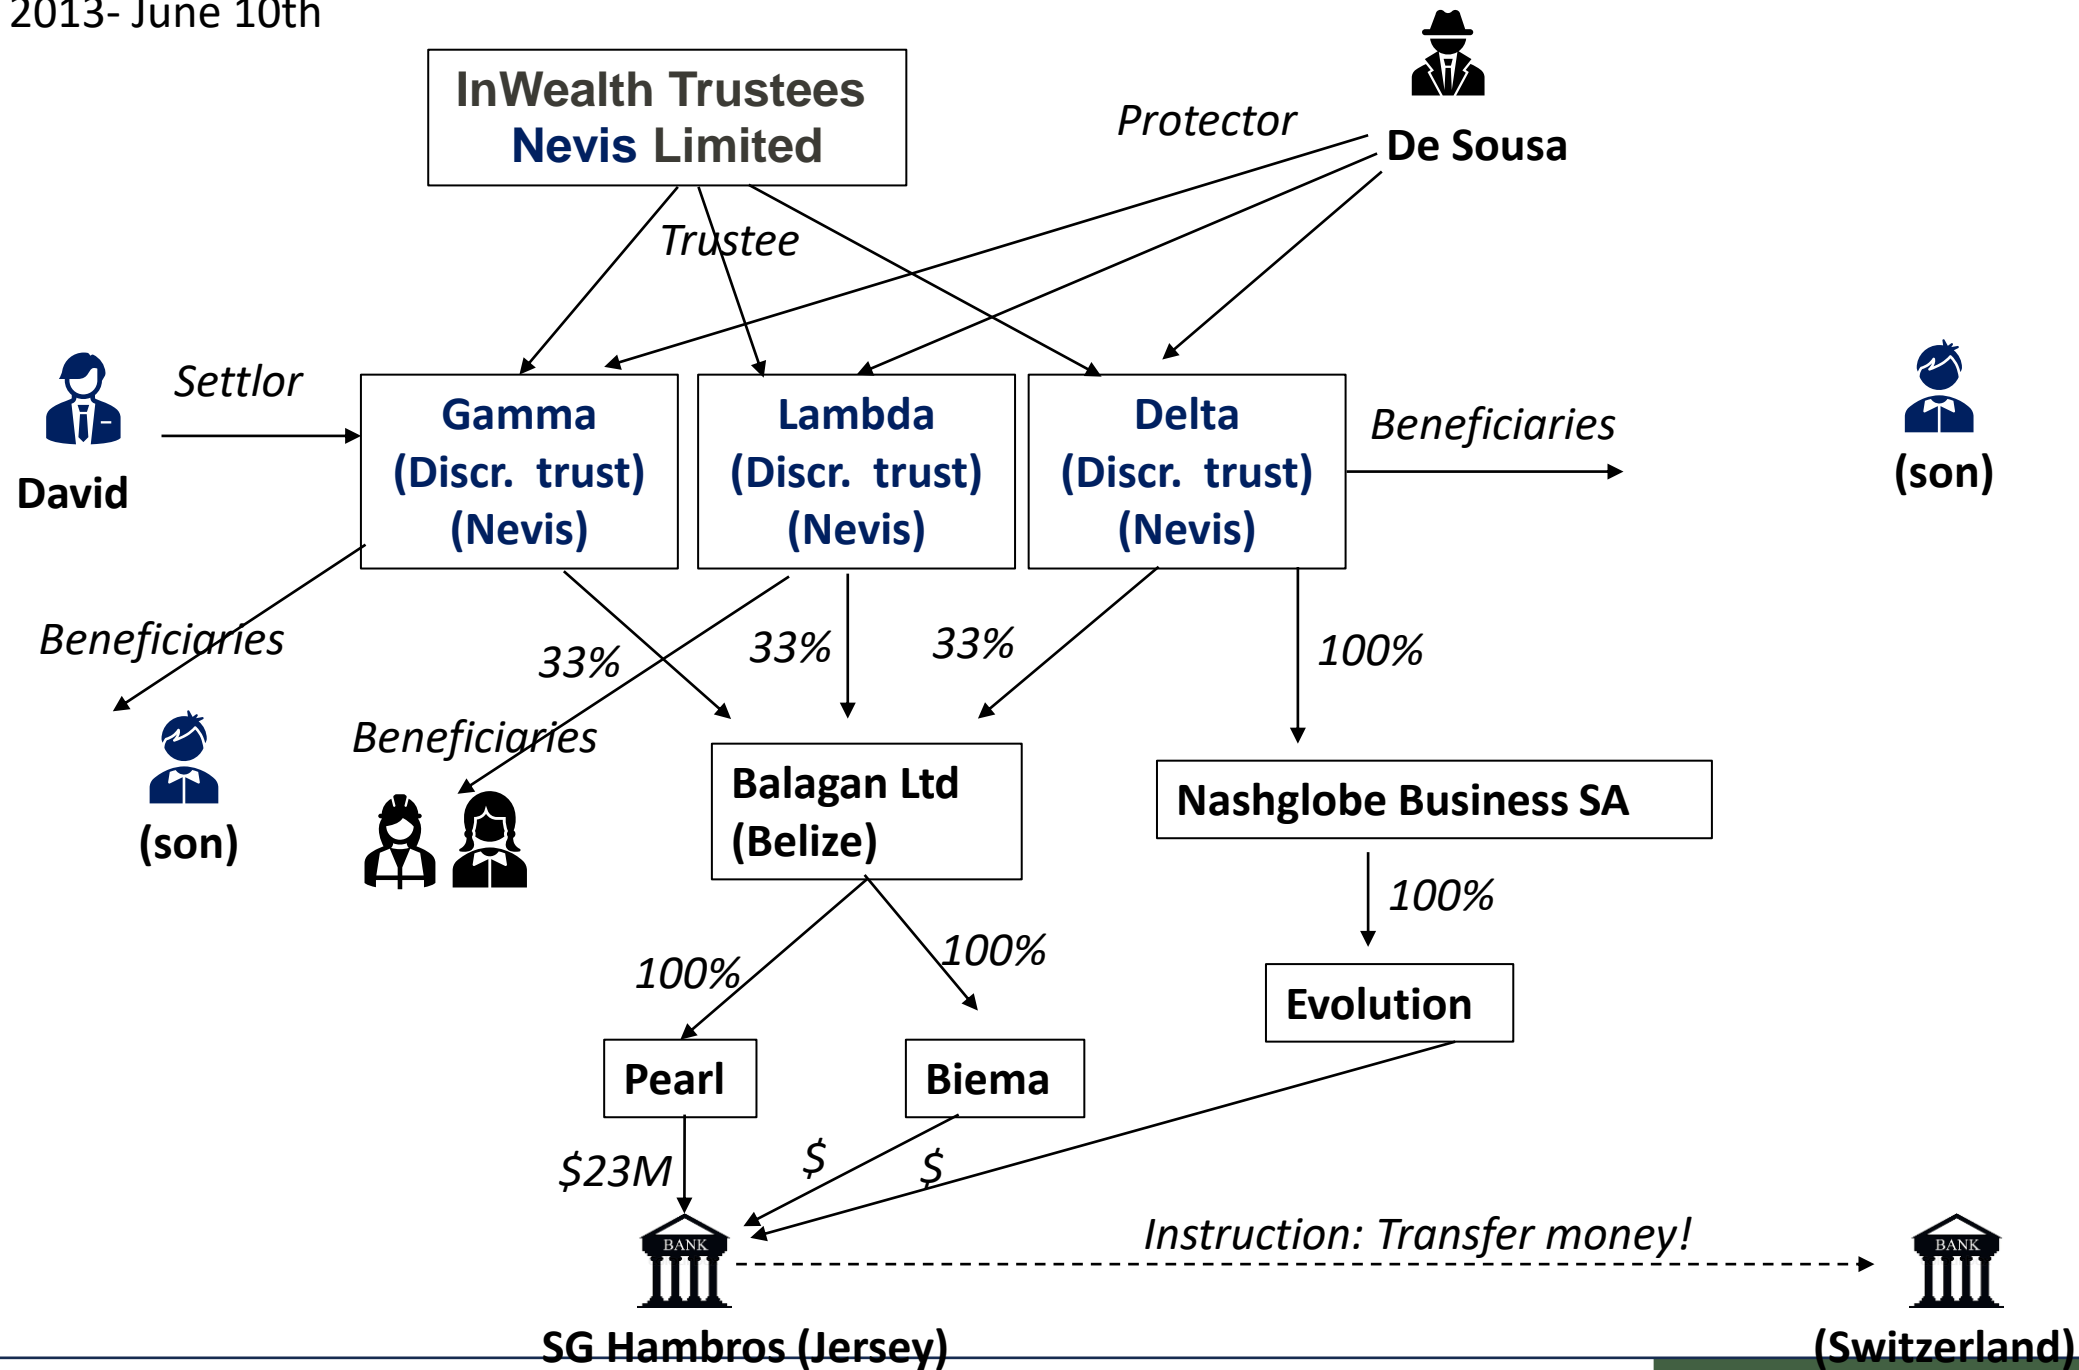 2013- June 10th
InWealth Trustees
Nevis Limited
Protector
De Sousa
Trustee
David
Settlor
Gamma
(Discr. trust)
(Nevis)
Lambda
(Discr. trust)
(Nevis)
Delta
(Discr. trust)
(Nevis)
Beneficiaries
(son)
Beneficiaries
(son)
33%
33%
33%
100%
Beneficiaries
Balagan Ltd
(Belize)
Nashglobe Business SA
100%
100%
100%
Evolution
Pearl
Biema
$23M
$
$
BANK
SG Hambros (Jersey)
Instruction: Transfer money!
BANK
(Switzerland)